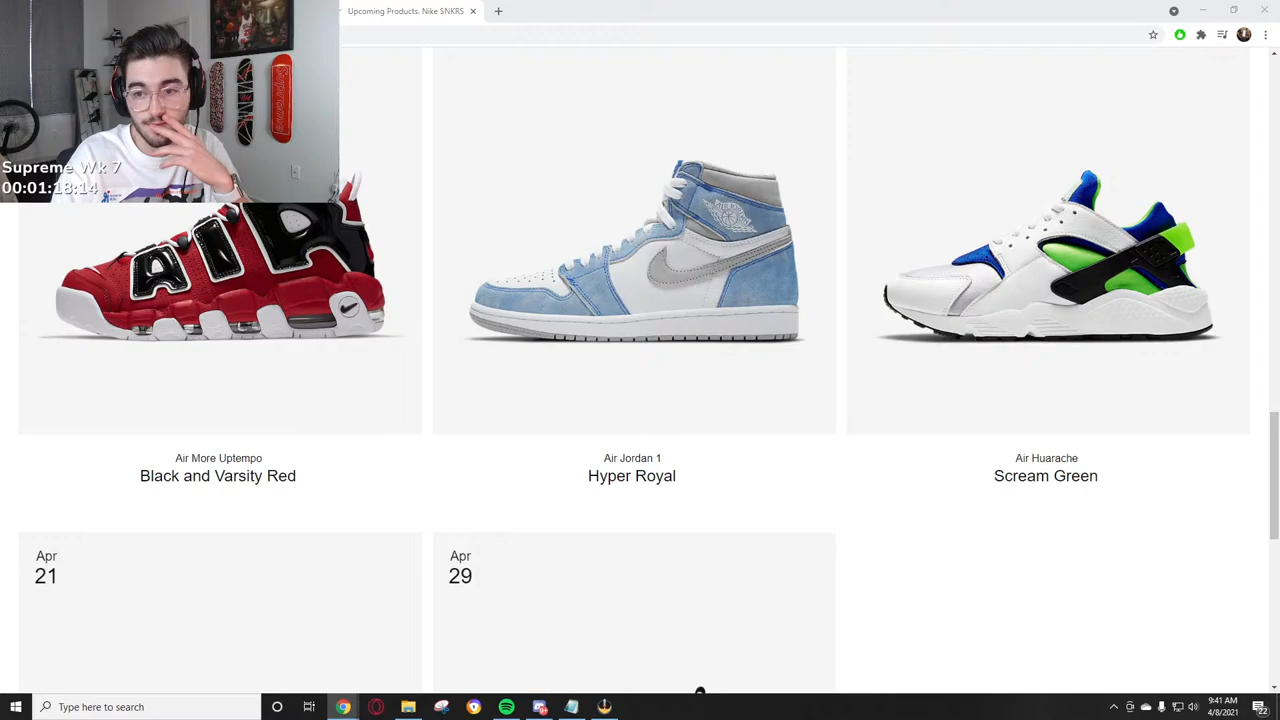 Upcoming Products. Nike SNKRS
Supreme
Supreme Wk 7
00:01:18:14
AIR
Air More Uptempo
Black and Varsity Red
Air Jordan 1
Hyper Royal
Air Huarache
Scream Green
Apr
21
Apr
29
Type here to search
9:41 AM
4/8/2021
22